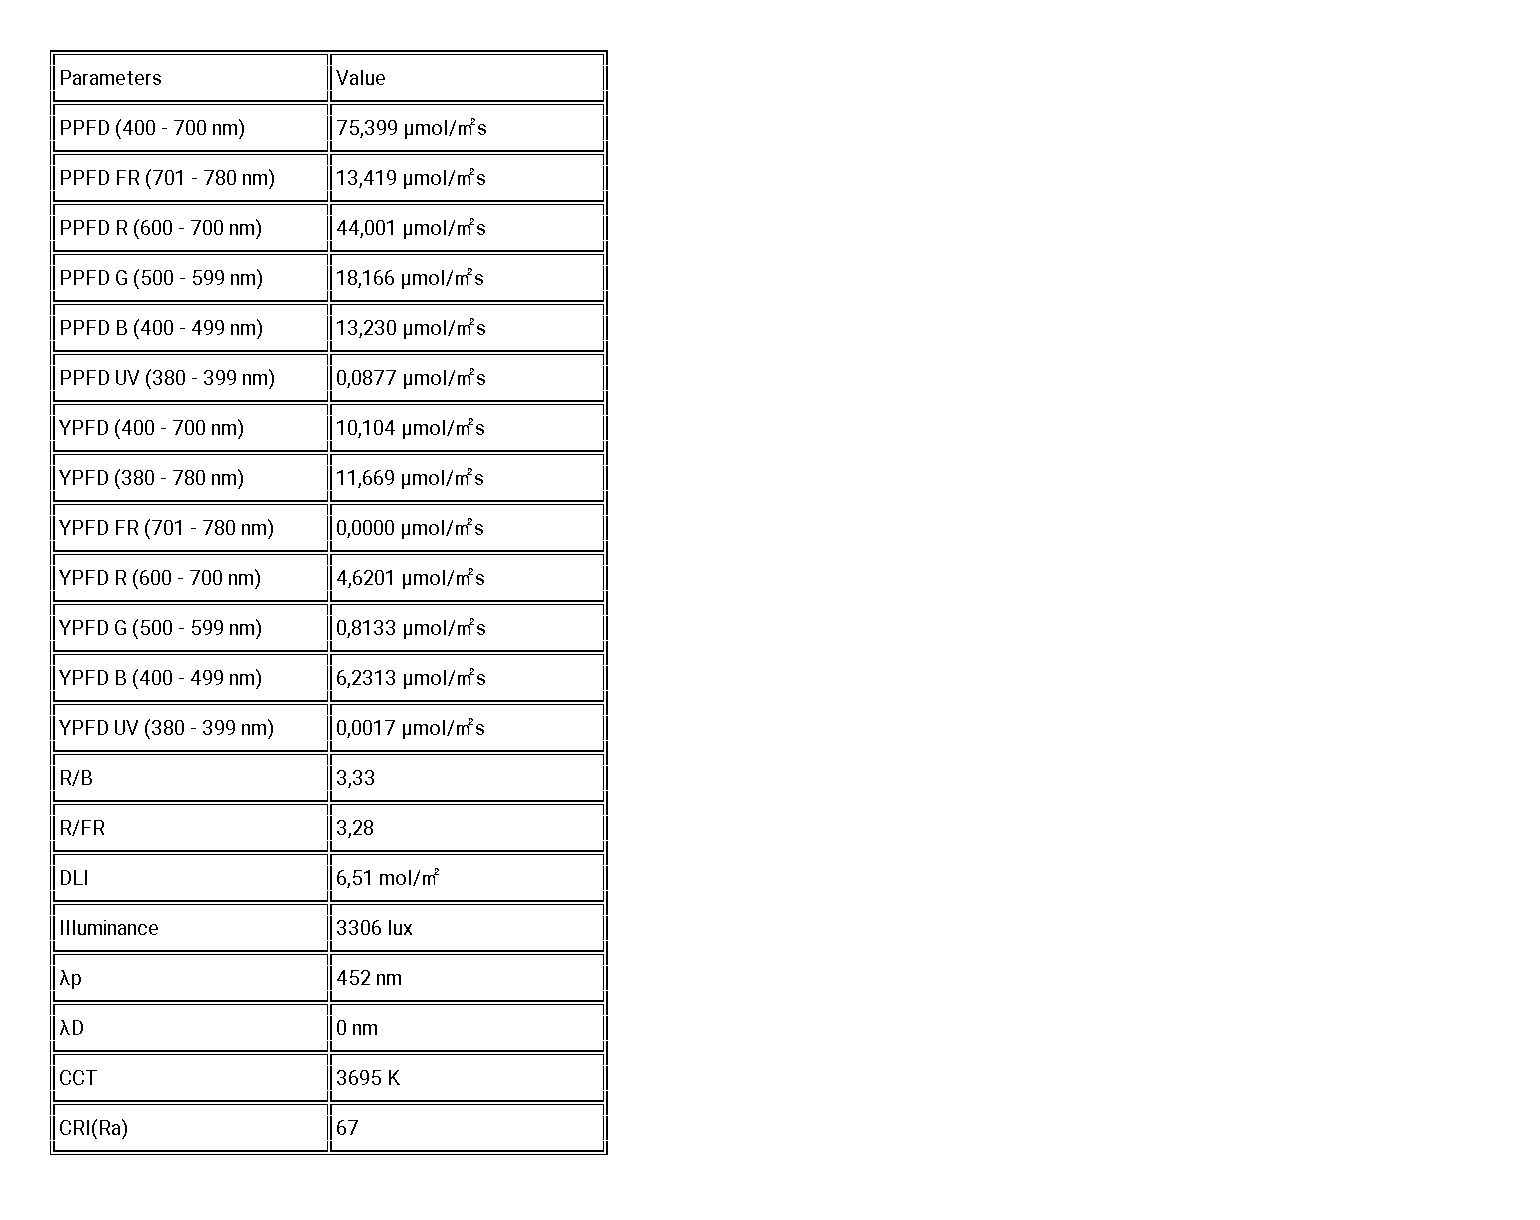 Parameters Value
PPFD (400 - 700 nm) 75,399 μmol/㎡s
PPFD FR (701 - 780 nm) 13,419 μmol/㎡s
PPFD R (600 - 700 nm) 44,001 μmol/㎡s
PPFD G (500 - 599 nm) 18,166 μmol/㎡s
PPFD B (400 - 499 nm) 13,230 μmol/㎡s
PPFD UV (380 - 399 nm) 0,0877 μmol/㎡s
YPFD (400 - 700 nm) 10,104 μmol/㎡s
YPFD (380 - 780 nm) 11,669 μmol/㎡s
YPFD FR (701 - 780 nm) 0,0000 μmol/㎡s
YPFD R (600 - 700 nm) 4,6201 μmol/㎡s
YPFD G (500 - 599 nm) 0,8133 μmol/㎡s
YPFD B (400 - 499 nm) 6,2313 μmol/㎡s
YPFD UV (380 - 399 nm) 0,0017 μmol/㎡s
R/B 3,33
R/FR 3,28
DLI 6,51 mol/㎡
Illuminance 3306 lux
λp 452 nm
λD 0 nm
CCT 3695 K
CRI(Ra) 67